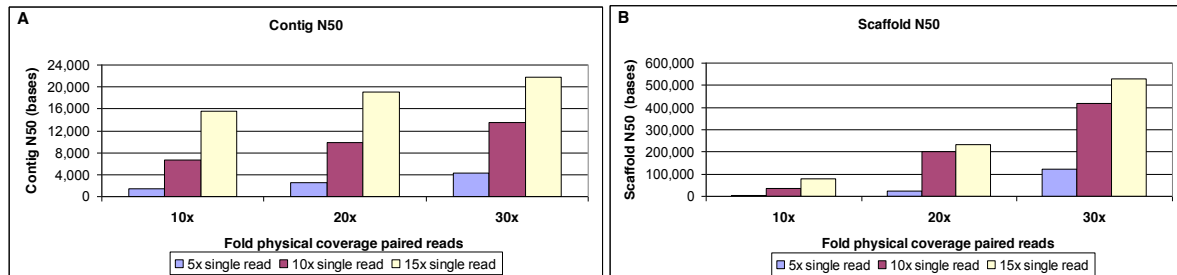 A
Contig N50
Contig N50 (bases)
24,000
20,000
16,000
12,000
8,000
4,000
0
10x
20x
30x
Fold physical coverage paired reads
5x single read
10x single read
15x single read
B
Scaffold N50
Scaffold N50 (bases)
600,000
500,000
400,000
300,000
200,000
100,000
0
10x
20x
30x
Fold physical coverage paired reads
5x single read
10x single read
15x single read